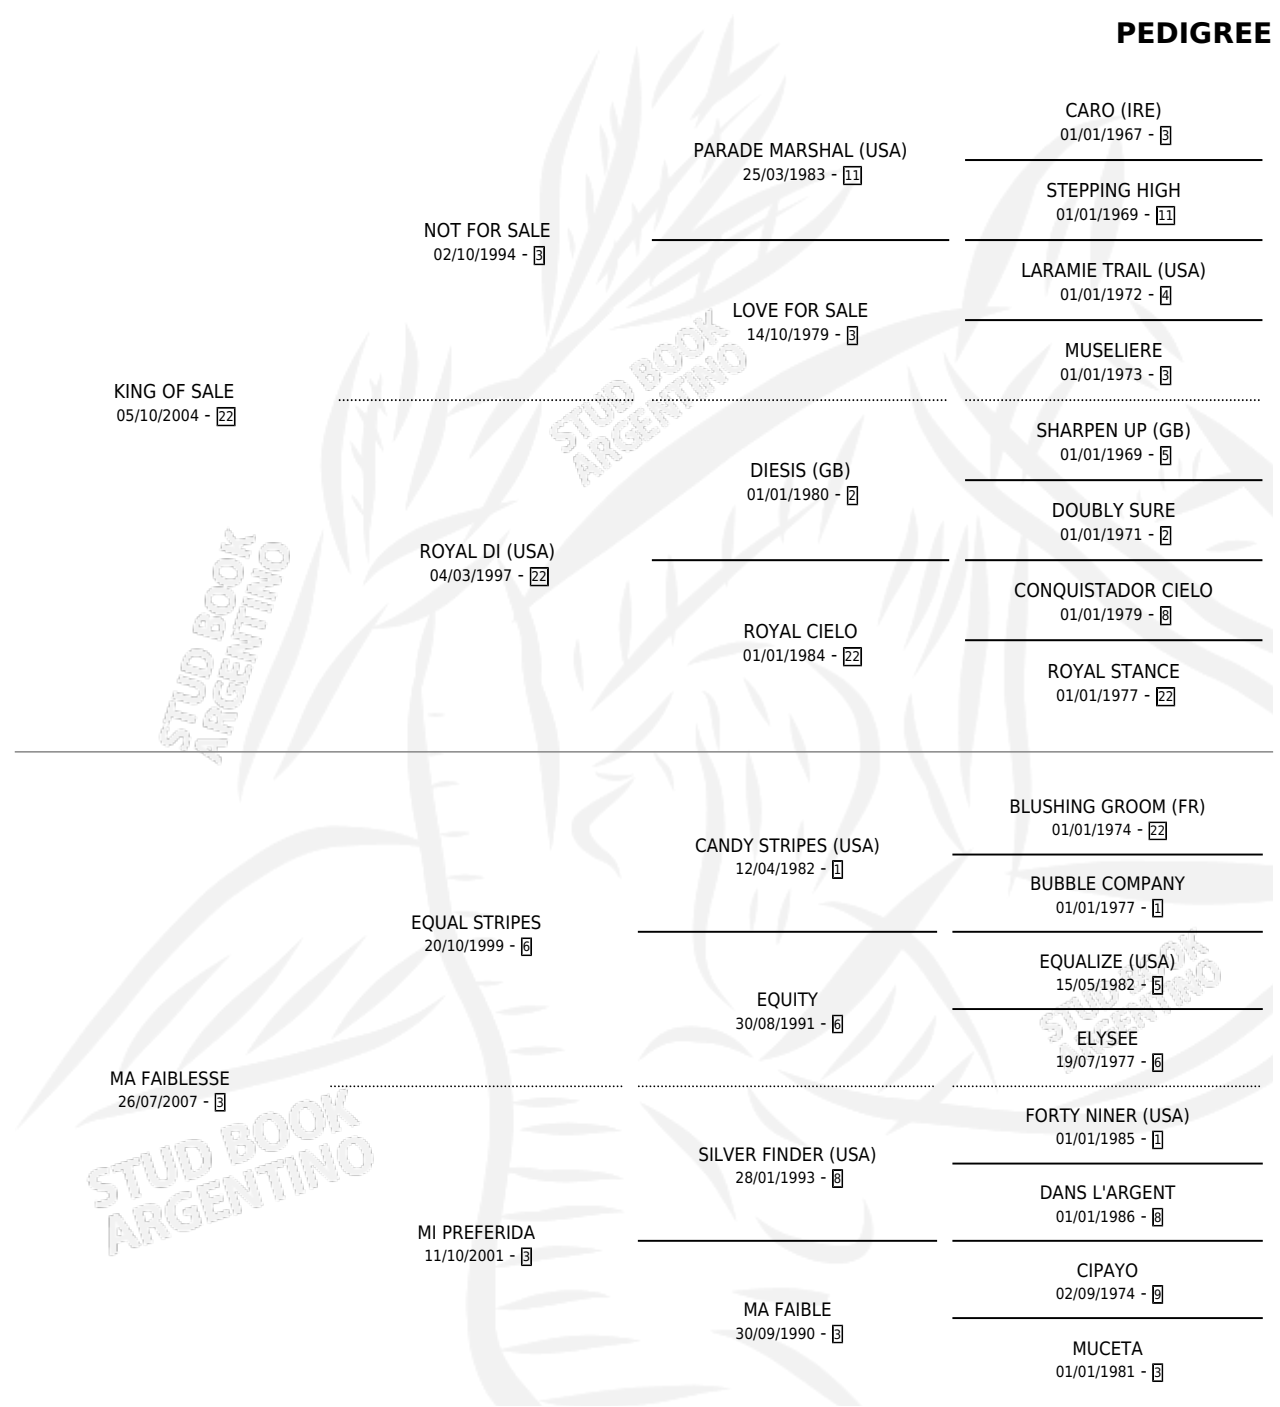 PEDIGREE
CARO (IRE)
01/01/1967 - 3
PARADE MARSHAL (USA)
25/03/1983 - 11
STEPPING HIGH
01/01/1969 - 11
NOT FOR SALE
02/10/1994 - 3
LARAMIE TRAIL (USA)
01/01/1972 - 4
LOVE FOR SALE
14/10/1979 - 3
MUSELIERE
01/01/1973 - 3
KING OF SALE
05/10/2004 - 22
SHARPEN UP (GB)
01/01/1969 - 5
DIESIS (GB)
01/01/1980 - 2
DOUBLY SURE
01/01/1971 - 2
ROYAL DI (USA)
04/03/1997 - 22
CONQUISTADOR CIELO
01/01/1979 - 8
ROYAL CIELO
01/01/1984 - 22
ROYAL STANCE
01/01/1977 - 22
BLUSHING GROOM (FR)
01/01/1974 - 22
CANDY STRIPES (USA)
12/04/1982 - 1
BUBBLE COMPANY
01/01/1977 - 1
EQUAL STRIPES
20/10/1999 - 6
EQUALIZE (USA)
15/05/1982 - 5
EQUITY
30/08/1991 - 6
ELYSEE
19/07/1977 - 6
MA FAIBLESSE
26/07/2007 - 3
FORTY NINER (USA)
01/01/1985 - 1
SILVER FINDER (USA)
28/01/1993 - 8
DANS L'ARGENT
01/01/1986 - 8
MI PREFERIDA
11/10/2001 - 3
CIPAYO
02/09/1974 - 9
MA FAIBLE
30/09/1990 - 3
MUCETA
01/01/1981 - 3
STUD BOOK
ARGENTINO
STUD BOOK
ARGENTINO
STUD BOOK
ARGENTINO
STUD BOOK
ARGENTINO